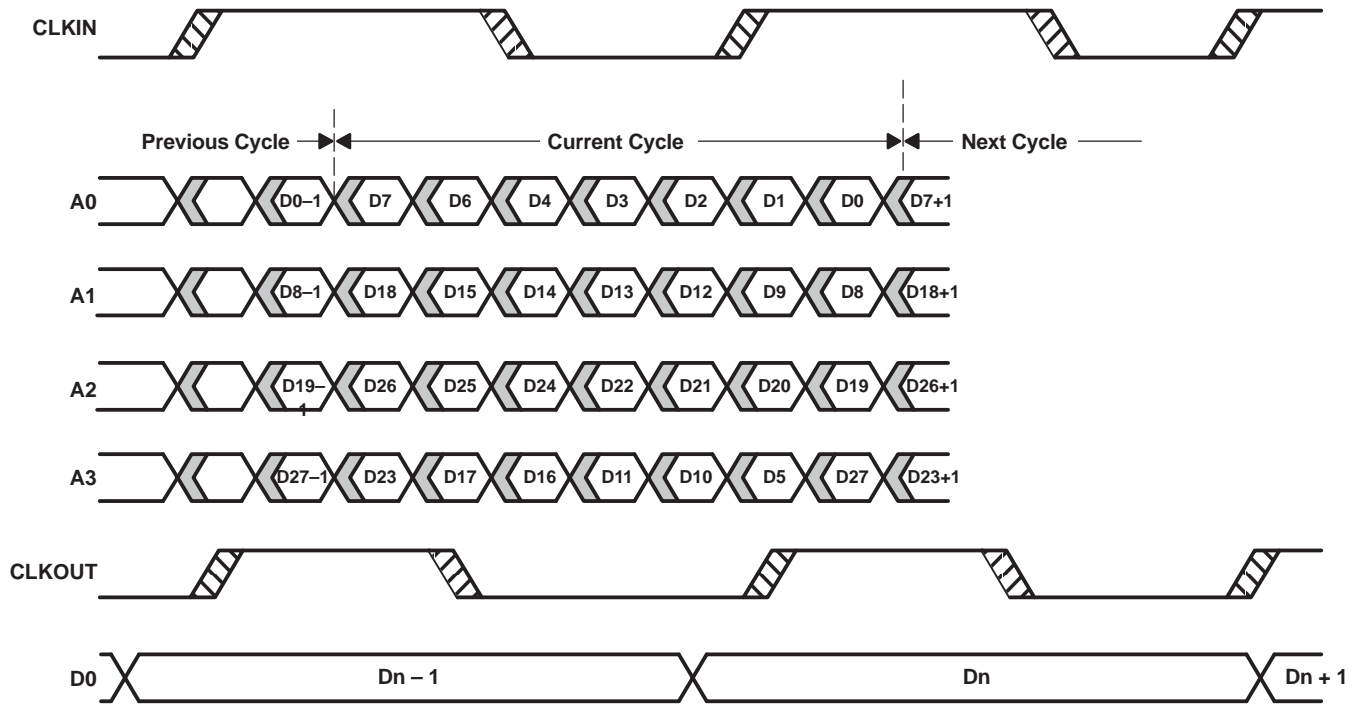 CLKIN
Previous Cycle Current Cycle Next Cycle
A0 D0–1 D7 D6 D4 D3 D2 D1 D0 D7+1
A1 D8–1 D18 D15 D14 D13 D12 D9 D8 D18+1
A2 D19– D26 D25 D24 D22 D21 D20 D19 D26+1
1
A3 D27–1 D23 D17 D16 D11 D10 D5 D27 D23+1
CLKOUT
D0 Dn – 1 Dn Dn + 1